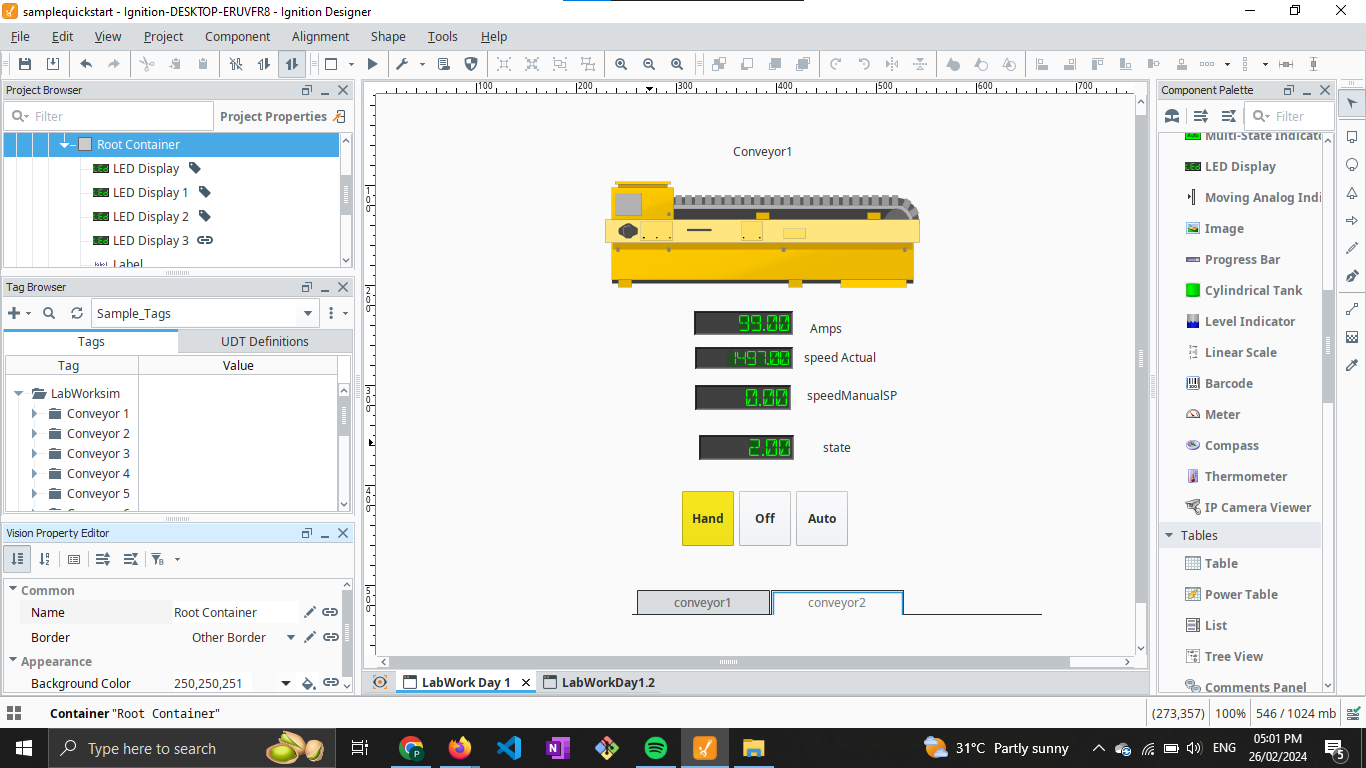 samplequickstart - Ignition-DESKTOP-ERUVFR8 - Ignition Designer
File Edit View Project Component Alignment Shape Tools Help
Project Browser
Filter
Project Properties
Root Container
LED Display
LED Display 1
LED Display 2
LED Display 3
Label
Tag Browser
Sample_Tags
Tags UDT Definitions
Tag Value
LabWorksim
Conveyor 1
Conveyor 2
Conveyor 3
Conveyor 4
Conveyor 5
Vision Property Editor
Common
Name Root Container
Border Other Border
Appearance
Background Color 250,250,251
100 200 300 400 500 600 700
100
200
300
400
500
Conveyor1
99.00 Amps
1497.00 speed Actual
0.00 speedManualSP
2.00 state
Hand Off Auto
conveyor1 conveyor2
LabWork Day 1 LabWorkDay1.2
Component Palette
Filter
Multi-State Indicato
LED Display
Moving Analog Indi
Image
Progress Bar
Cylindrical Tank
Level Indicator
Linear Scale
Barcode
Meter
Compass
Thermometer
IP Camera Viewer
Tables
Table
Power Table
List
Tree View
Comments Panel
Container "Root Container"
(273,357) 100% 546 / 1024 mb
Type here to search
31°C Partly sunny
ENG
05:01 PM
26/02/2024
5